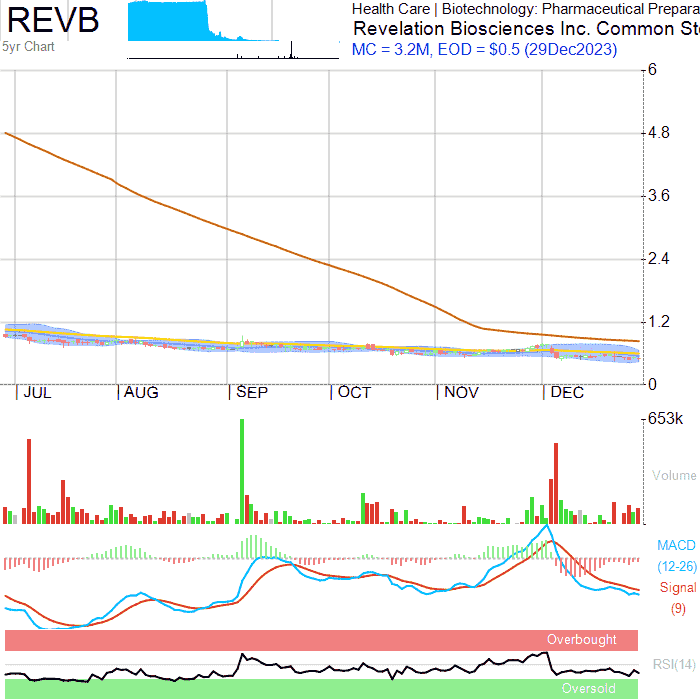 REVB
5yr Chart
Health Care | Biotechnology: Pharmaceutical Prepara
Revelation Biosciences Inc. Common Sto
MC = 3.2M, EOD = $0.5 (29Dec2023)
6
4.8
3.6
2.4
1.2
0
JUL AUG SEP OCT NOV DEC
653k
Volume
MACD
(12-26)
Signal
(9)
Overbought
RSI(14)
Oversold